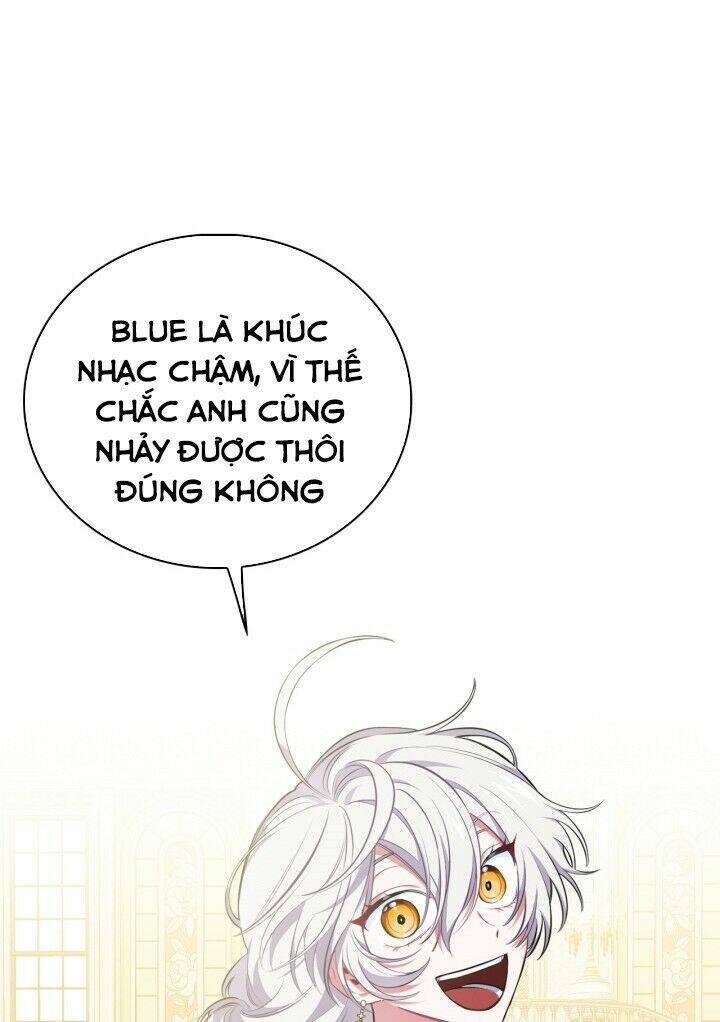 BLUE LÀ KHÚC
NHẠC CHẬM, VÌ THẾ
CHẮC ANH CŨNG
NHẢY ĐƯỢC THÔI
ĐÚNG KHÔNG